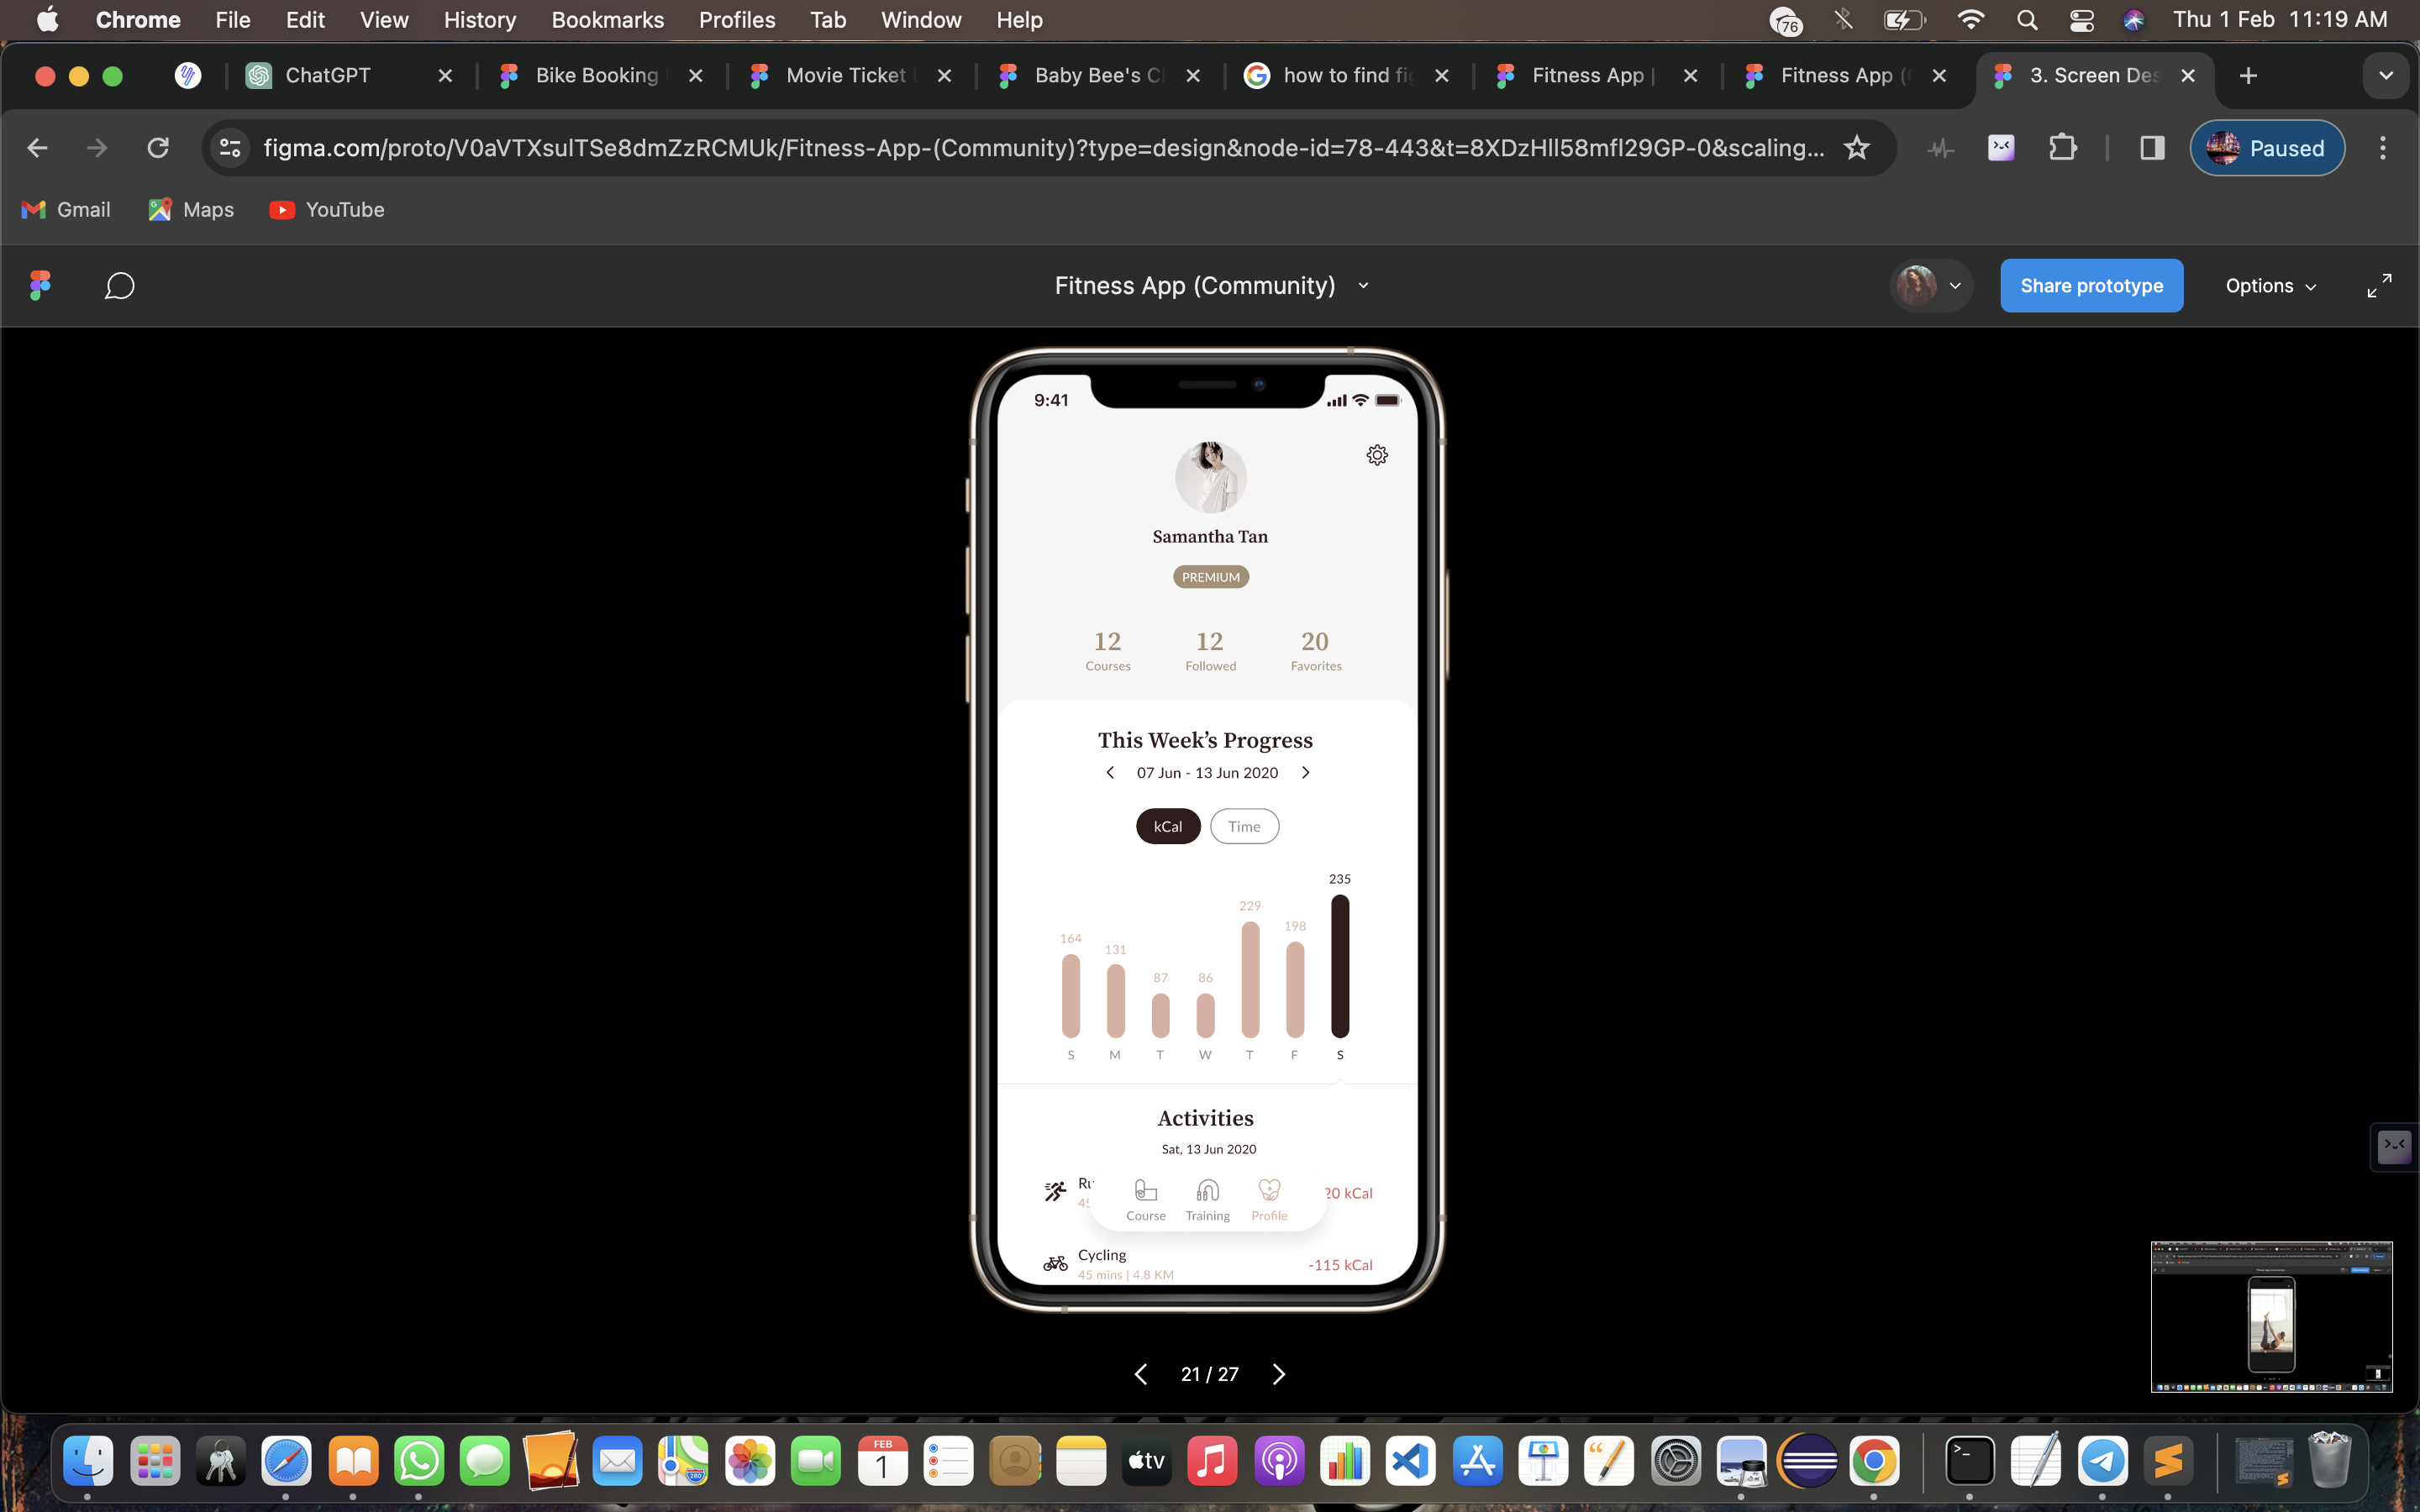 Chrome File Edit View History Bookmarks Profiles Tab Window Help 76 Thu 1 Feb 11:19 AM
ChatGPT Bike Booking Movie Ticket Baby Bee's how to find Fitness App | Fitness App ( 3. Screen
figma.com/proto/V0aVTXsulTSe8dmZzRCMUk/Fitness-App-(Community)?type=design&node-id=78-443&t=8XDzHll58mfl29GP-0&scaling... Paused
Gmail Maps YouTube
Fitness App (Community) Share prototype Options
9:41
Samantha Tan
PREMIUM
12 12 20
Courses Followed Favorites
This Week’s Progress
07 Jun - 13 Jun 2020
kCal Time
235
229
198
164
131
87 86
S M T W T F S
Activities
Sat, 13 Jun 2020
20 kCal
Course Training Profile
Cycling
45 mins | 4.8 KM
-115 kCal
21 / 27
FEB
1
tv
280